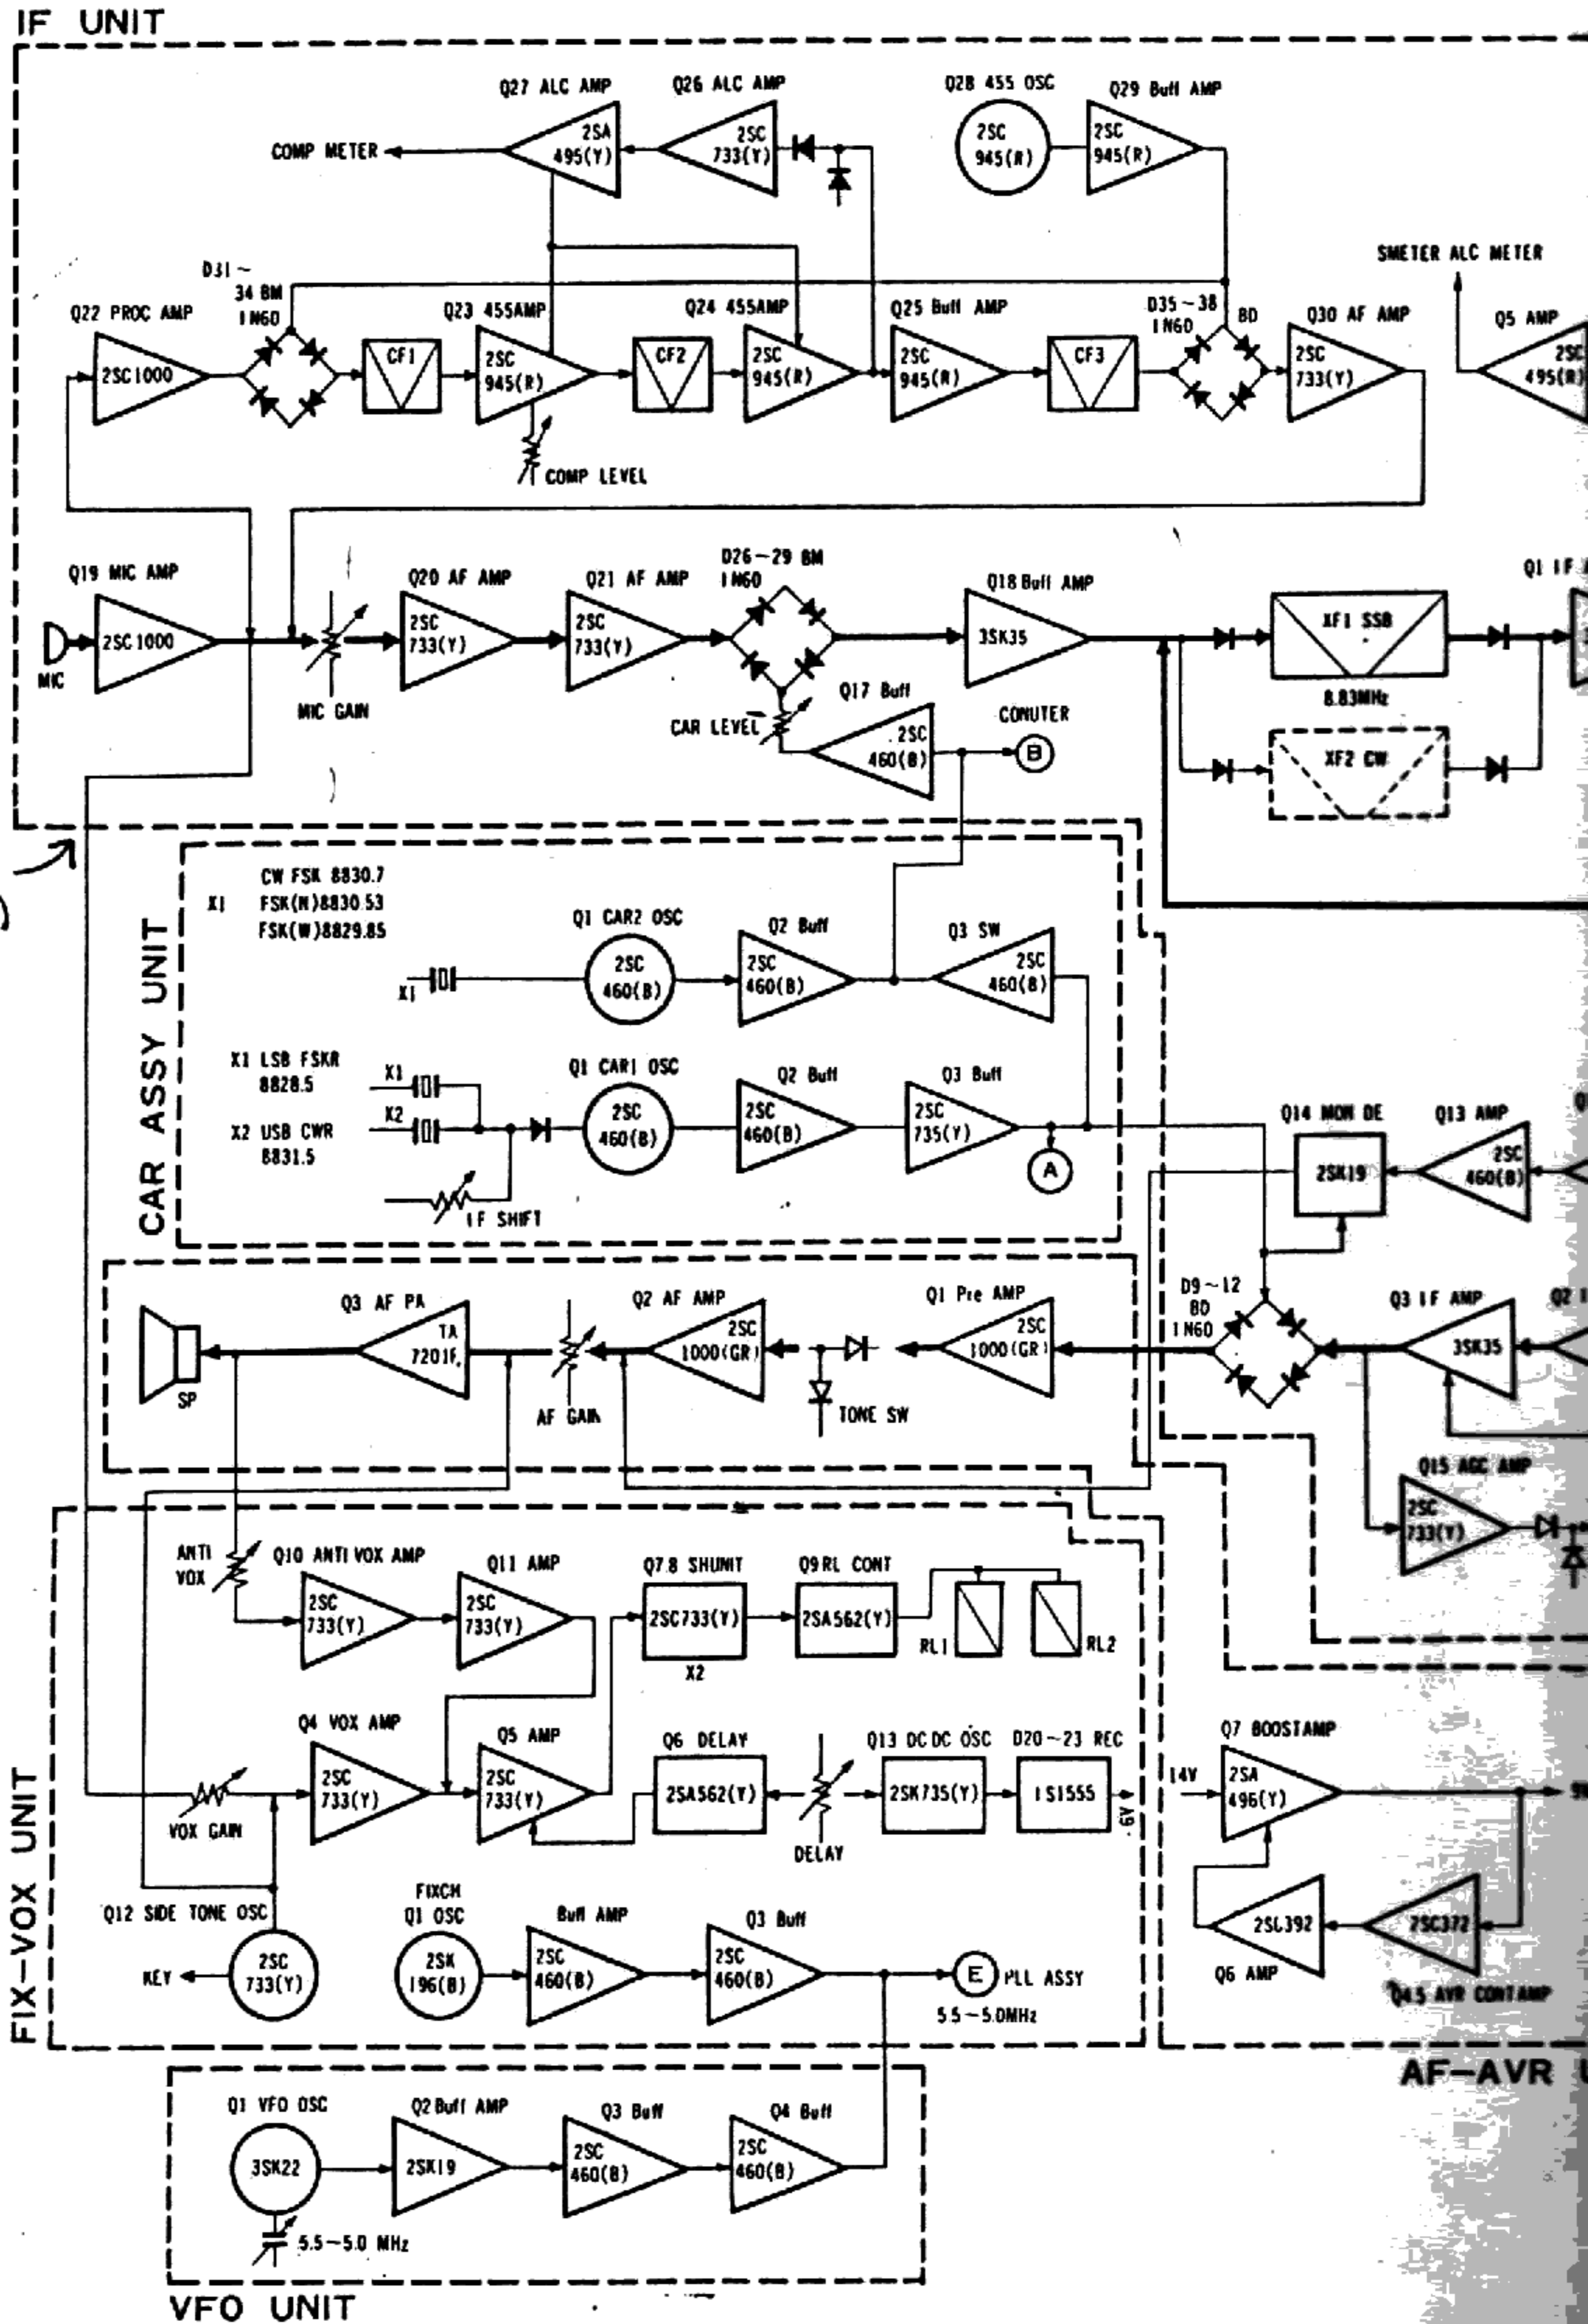 IF UNIT
Q27 ALC AMP
Q26 ALC AMP
Q28 455 OSC
Q29 Buff AMP
COMP METER
2SA
495(Y)
2SC
733(Y)
2SC
945(R)
2SC
945(R)
SMETER ALC METER
D31~
34 BM
1N60
Q22 PROC AMP
Q23 455AMP
Q24 455AMP
Q25 Buff AMP
D35~38
1N60
BD
Q30 AF AMP
Q5 AMP
2SC1000
CF1
2SC
945(R)
CF2
2SC
945(R)
2SC
945(R)
CF3
2SC
733(Y)
2SC
495(R)
COMP LEVEL
Q19 MIC AMP
Q20 AF AMP
Q21 AF AMP
D26~29 BM
1N60
Q18 Buff AMP
Q1 IF
2SC1000
2SC
733(Y)
2SC
733(Y)
3SK35
XF1 SSB
8.83MHz
MIC
MIC GAIN
CAR LEVEL
Q17 Buff
2SC
460(B)
CONUTER
B
XF2 CW
CAR ASSY UNIT
X1
CW FSK 8830.7
FSK(N)8830.53
FSK(W)8829.85
Q1 CAR2 OSC
Q2 Buff
Q3 SW
X1
2SC
460(B)
2SC
460(B)
2SC
460(B)
X1 LSB FSKR
8828.5
X2 USB CWR
8831.5
X1
X2
Q1 CAR1 OSC
Q2 Buff
Q3 Buff
2SC
460(B)
2SC
460(B)
2SC
735(Y)
A
IF SHIFT
Q14 MON DE
Q13 AMP
2SK19
2SC
460(B)
Q3 AF PA
Q2 AF AMP
Q1 Pre AMP
D9~12
BD
1N60
Q3 IF AMP
Q2 I
TA
7201F
2SC
1000(GR)
2SC
1000(GR)
3SK35
SP
AF GAIN
TONE SW
Q15 AGC AMP
2SC
733(Y)
FIX-VOX UNIT
ANTI
VOX
Q10 ANTI VOX AMP
Q11 AMP
Q7.8 SHUNIT
Q9 RL CONT
2SC
733(Y)
2SC
733(Y)
2SC733(Y)
X2
2SA562(Y)
RL1
RL2
Q4 VOX AMP
Q5 AMP
Q6 DELAY
Q13 DC DC OSC
D20~23 REC
Q7 BOOSTAMP
2SC
733(Y)
2SC
733(Y)
2SA562(Y)
2SK735(Y)
1S1555
6V
14V
2SA
496(Y)
VOX GAIN
DELAY
Q12 SIDE TONE OSC
FIXCH
Q1 OSC
Buff AMP
Q3 Buff
KEY
2SC
733(Y)
2SK
196(B)
2SC
460(B)
2SC
460(B)
E
PLL ASSY
5.5~5.0MHz
2SC372
Q6 AMP
Q4.5 AVR CONTAMP
AF-AVR
Q1 VFO OSC
Q2 Buff AMP
Q3 Buff
Q4 Buff
3SK22
2SK19
2SC
460(B)
2SC
460(B)
5.5~5.0 MHz
VFO UNIT